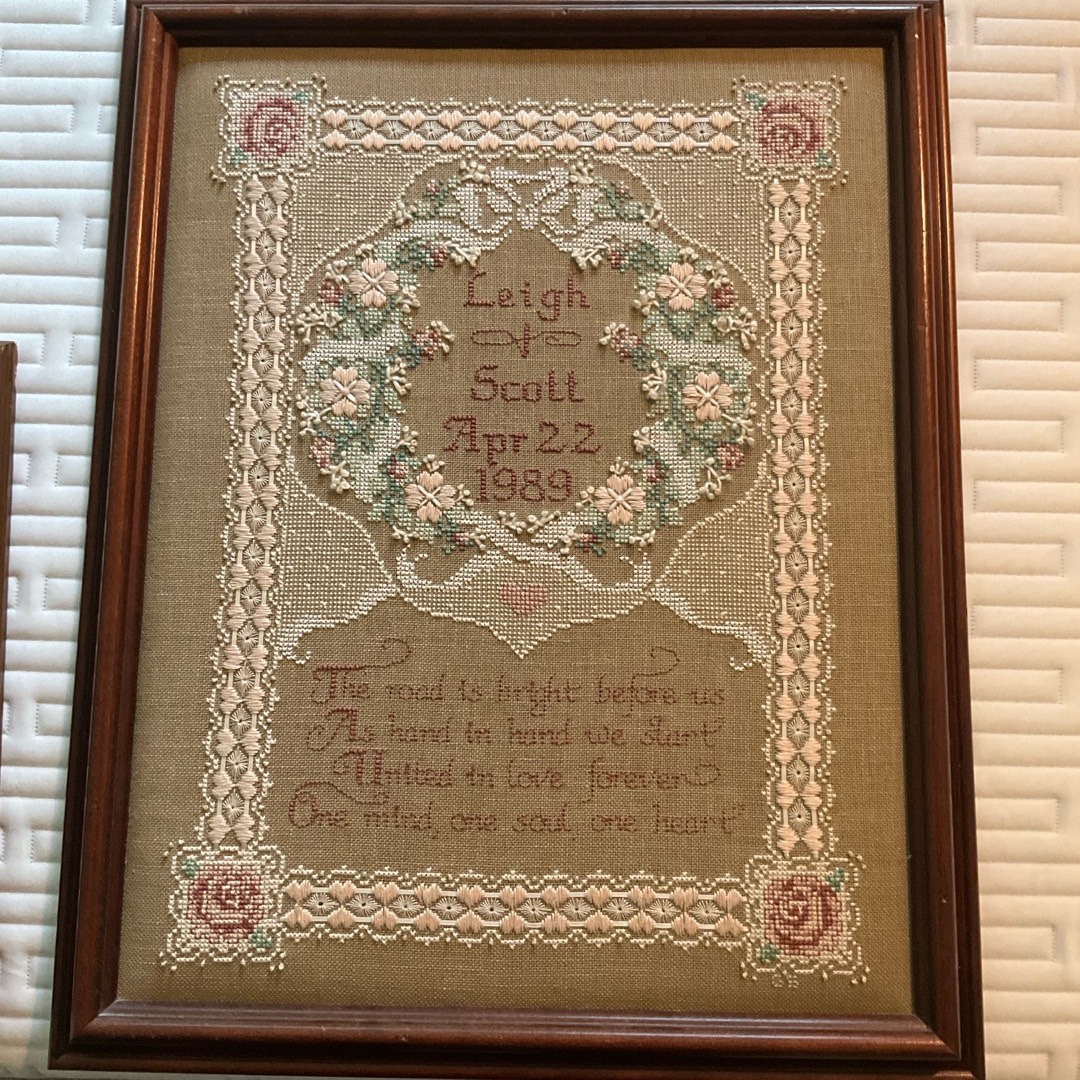 Leigh
Scott
Apr 22
1989
The road is bright before us
As hand in hand we start
United in love forever
One mind, one soul, one heart